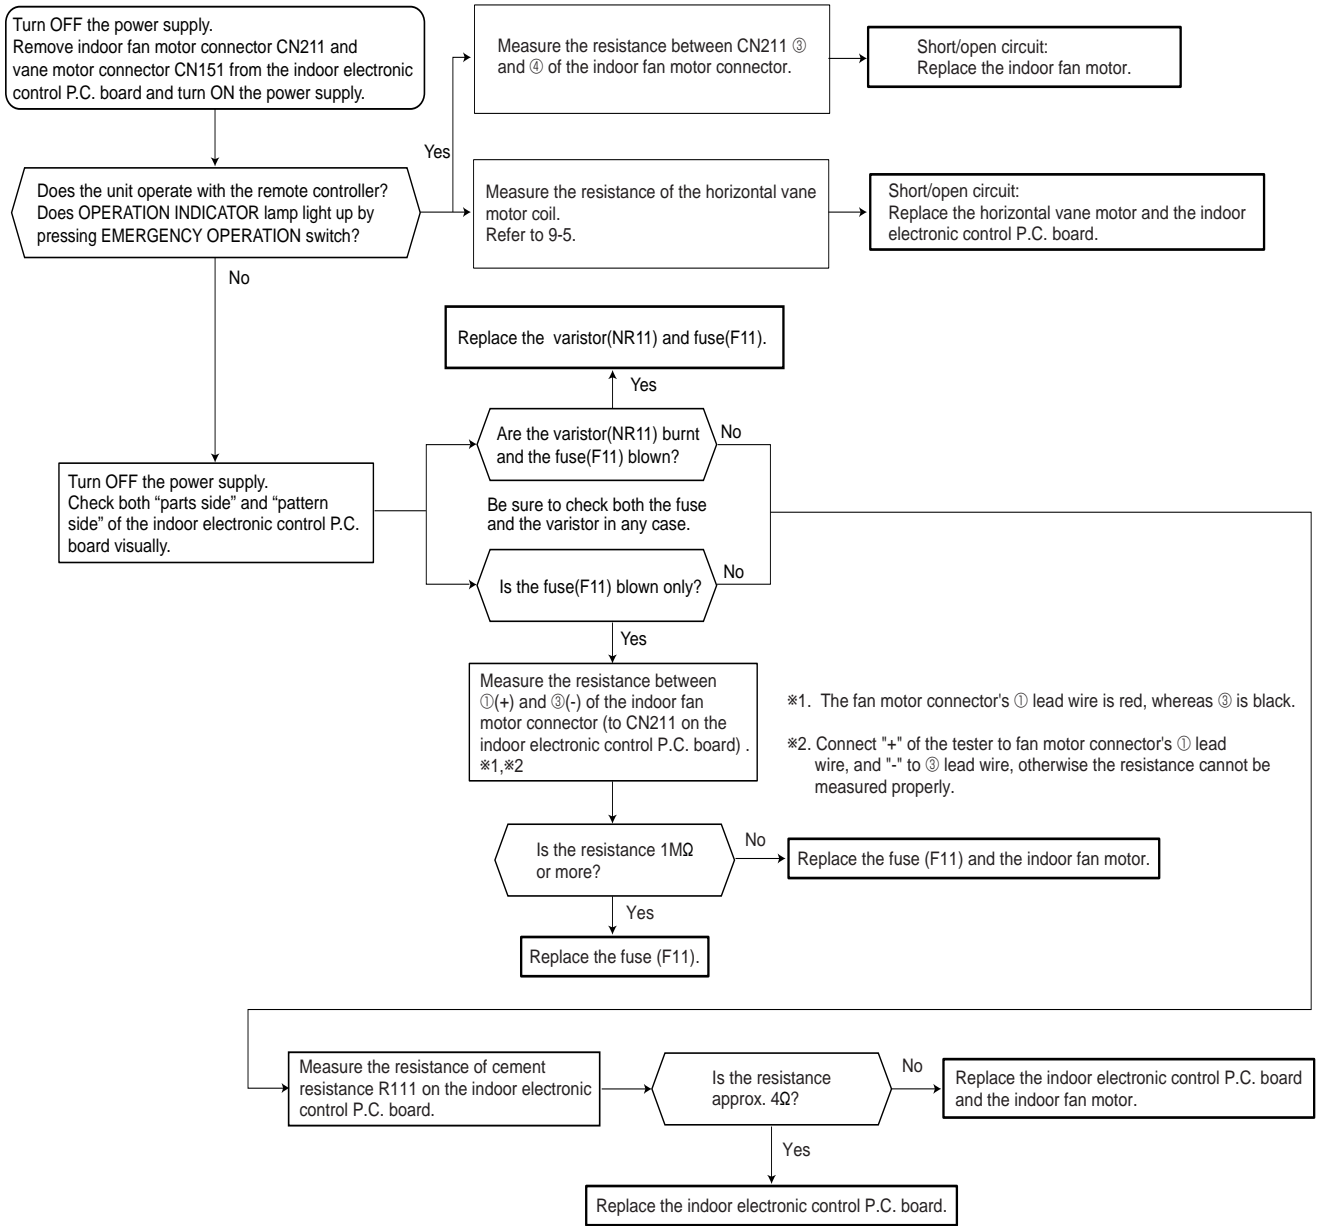 Turn OFF the power supply.
Remove indoor fan motor connector CN211 and
vane motor connector CN151 from the indoor electronic
control P.C. board and turn ON the power supply.
Measure the resistance between CN211 ③
and ④ of the indoor fan motor connector.
Short/open circuit:
Replace the indoor fan motor.
Yes
Does the unit operate with the remote controller?
Does OPERATION INDICATOR lamp light up by
pressing EMERGENCY OPERATION switch?
Measure the resistance of the horizontal vane
motor coil.
Refer to 9-5.
Short/open circuit:
Replace the horizontal vane motor and the indoor
electronic control P.C. board.
No
Replace the varistor(NR11) and fuse(F11).
Yes
Are the varistor(NR11) burnt
and the fuse(F11) blown?
No
Turn OFF the power supply.
Check both “parts side” and “pattern
side” of the indoor electronic control P.C.
board visually.
Be sure to check both the fuse
and the varistor in any case.
Is the fuse(F11) blown only?
No
Yes
Measure the resistance between
①(+) and ③(-) of the indoor fan
motor connector (to CN211 on the
indoor electronic control P.C. board) .
※1,※2
※1. The fan motor connector's ① lead wire is red, whereas ③ is black.
※2. Connect "+" of the tester to fan motor connector's ① lead
wire, and "-" to ③ lead wire, otherwise the resistance cannot be
measured properly.
Is the resistance 1MΩ
or more?
No
Replace the fuse (F11) and the indoor fan motor.
Yes
Replace the fuse (F11).
Measure the resistance of cement
resistance R111 on the indoor electronic
control P.C. board.
Is the resistance
approx. 4Ω?
No
Replace the indoor electronic control P.C. board
and the indoor fan motor.
Yes
Replace the indoor electronic control P.C. board.